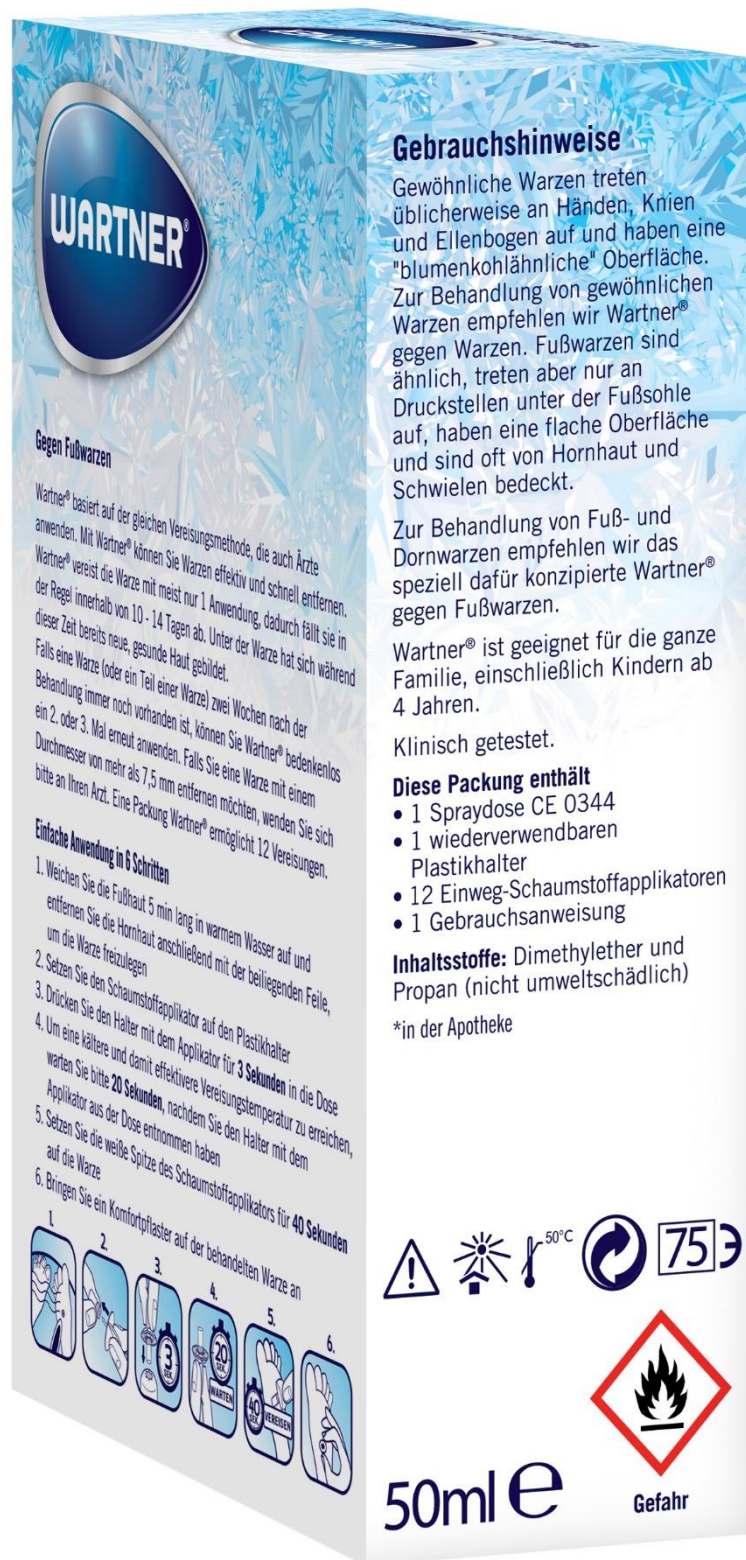 WARTNER®
Gegen Fußwarzen
Wartner® basiert auf der gleichen Vereisungsmethode, die auch Ärzte
anwenden. Mit Wartner® können Sie Warzen effektiv und schnell entfernen.
Wartner® vereist die Warze mit meist nur 1 Anwendung, dadurch fällt sie in
der Regel innerhalb von 10 - 14 Tagen ab. Unter der Warze hat sich während
dieser Zeit bereits neue, gesunde Haut gebildet.
Falls eine Warze (oder ein Teil einer Warze) zwei Wochen nach der
Behandlung immer noch vorhanden ist, können Sie Wartner® bedenkenlos
ein 2. oder 3. Mal erneut anwenden. Falls Sie eine Warze mit einem
Durchmesser von mehr als 7,5 mm entfernen möchten, wenden Sie sich
bitte an Ihren Arzt. Eine Packung Wartner® ermöglicht 12 Vereisungen.
Einfache Anwendung in 6 Schritten
1. Weichen Sie die Fußhaut 5 min lang in warmem Wasser auf und
entfernen Sie die Hornhaut anschließend mit der beiliegenden Feile,
um die Warze freizulegen
2. Setzen Sie den Schaumstoffapplikator auf den Plastikhalter
3. Drücken Sie den Halter mit dem Applikator für 3 Sekunden in die Dose
4. Um eine kältere und damit effektivere Vereisungstemperatur zu erreichen,
warten Sie bitte 20 Sekunden, nachdem Sie den Halter mit dem
Applikator aus der Dose entnommen haben
5. Setzen Sie die weiße Spitze des Schaumstoffapplikators für 40 Sekunden
auf die Warze
6. Bringen Sie ein Komfortpflaster auf der behandelten Warze an
1. 2. 3. 4. 5. 6.
3 SEK.
20 SEK.
WARTEN
40 SEK.
VEREISEN
Gebrauchshinweise
Gewöhnliche Warzen treten
üblicherweise an Händen, Knien
und Ellenbogen auf und haben eine
"blumenkohlähnliche" Oberfläche.
Zur Behandlung von gewöhnlichen
Warzen empfehlen wir Wartner®
gegen Warzen. Fußwarzen sind
ähnlich, treten aber nur an
Druckstellen unter der Fußsohle
auf, haben eine flache Oberfläche
und sind oft von Hornhaut und
Schwielen bedeckt.
Zur Behandlung von Fuß- und
Dornwarzen empfehlen wir das
speziell dafür konzipierte Wartner®
gegen Fußwarzen.
Wartner® ist geeignet für die ganze
Familie, einschließlich Kindern ab
4 Jahren.
Klinisch getestet.
Diese Packung enthält
• 1 Spraydose CE 0344
• 1 wiederverwendbaren
Plastikhalter
• 12 Einweg-Schaumstoffapplikatoren
• 1 Gebrauchsanweisung
Inhaltsstoffe: Dimethylether und
Propan (nicht umweltschädlich)
*in der Apotheke
50°C
75
50ml e
Gefahr